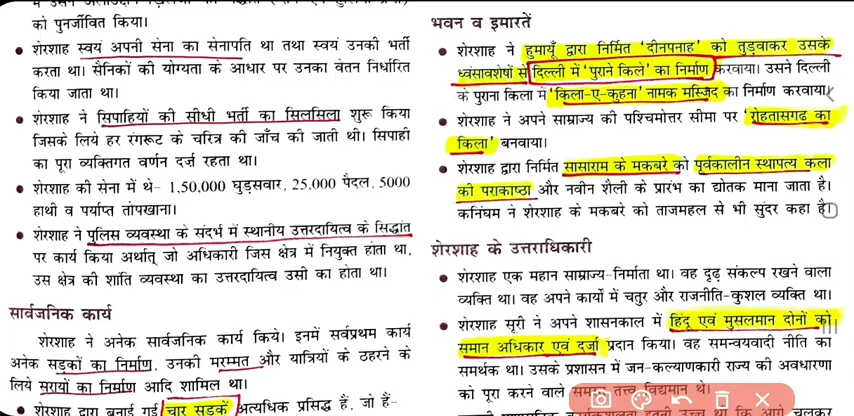 को पुनर्जीवित किया।
• शेरशाह स्वयं अपनी सेना का सेनापति था तथा स्वयं उनकी भर्ती
करता था। सैनिकों की योग्यता के आधार पर उनका वेतन निर्धारित
किया जाता था।
• शेरशाह ने सिपाहियों की सीधी भर्ती का सिलसिला शुरू किया
जिसके लिये हर रंगरूट के चरित्र की जाँच की जाती थी। सिपाही
का पूरा व्यक्तिगत वर्णन दर्ज रहता था।
• शेरशाह की सेना में थे- 1,50,000 घुड़सवार, 25,000 पैदल, 5000
हाथी व पर्याप्त तोपखाना।
• शेरशाह ने पुलिस व्यवस्था के संदर्भ में स्थानीय उत्तरदायित्व के सिद्धांत
पर कार्य किया अर्थात् जो अधिकारी जिस क्षेत्र में नियुक्त होता था,
उस क्षेत्र की शांति व्यवस्था का उत्तरदायित्व उसी का होता था।
सार्वजनिक कार्य
शेरशाह ने अनेक सार्वजनिक कार्य किये। इनमें सर्वप्रथम कार्य
अनेक सड़कों का निर्माण, उनकी मरम्मत और यात्रियों के ठहरने के
लिये सरायों का निर्माण आदि शामिल था।
• शेरशाह द्वारा बनाई गई चार सड़कें अत्यधिक प्रसिद्ध हैं, जो हैं-
भवन व इमारतें
• शेरशाह ने हुमायूँ द्वारा निर्मित 'दीनपनाह' को तुड़वाकर उसके
ध्वंसावशेषों से दिल्ली में 'पुराने किले' का निर्माण करवाया। उसने दिल्ली
के पुराना किला में 'किला-ए-कुहना' नामक मस्जिद का निर्माण करवाया
• शेरशाह ने अपने साम्राज्य की पश्चिमोत्तर सीमा पर 'रोहतासगढ़ का
किला' बनवाया।
• शेरशाह द्वारा निर्मित सासाराम के मकबरे को पूर्वकालीन स्थापत्य कला
की पराकाष्ठा और नवीन शैली के प्रारंभ का द्योतक माना जाता है।
कनिंघम ने शेरशाह के मकबरे को ताजमहल से भी सुंदर कहा है
शेरशाह के उत्तराधिकारी
• शेरशाह एक महान साम्राज्य-निर्माता था। वह दृढ़ संकल्प रखने वाला
व्यक्ति था। वह अपने कार्यों में चतुर और राजनीति-कुशल व्यक्ति था।
• शेरशाह सूरी ने अपने शासनकाल में हिंदू एवं मुसलमान दोनों को
समान अधिकार एवं दर्जा प्रदान किया। वह समन्वयवादी नीति का
समर्थक था। उसके प्रशासन में जन-कल्याणकारी राज्य की अवधारणा
को पूरा करने वाले तत्त्व विद्यमान थे।